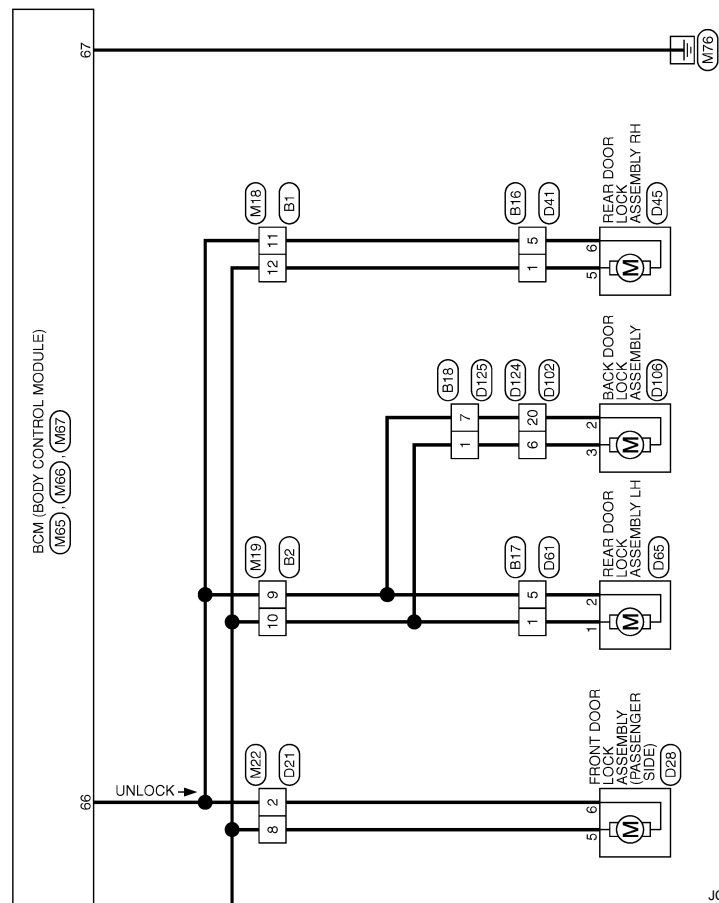 67
M76
REAR DOOR
LOCK
ASSEMBLY RH
D45
M18
B1
B16
D41
11
12
5
1
6
5
M
BCM (BODY CONTROL MODULE)
M65 , M66 , M67
BACK DOOR
LOCK
ASSEMBLY
D106
B18
D125
D124
D102
7
1
20
6
2
3
M
REAR DOOR
LOCK
ASSEMBLY LH
D65
M19
B2
B17
D61
9
10
5
1
2
1
M
FRONT DOOR
LOCK
ASSEMBLY
(PASSENGER
SIDE)
D28
M22
D21
66
UNLOCK
2
8
6
5
M